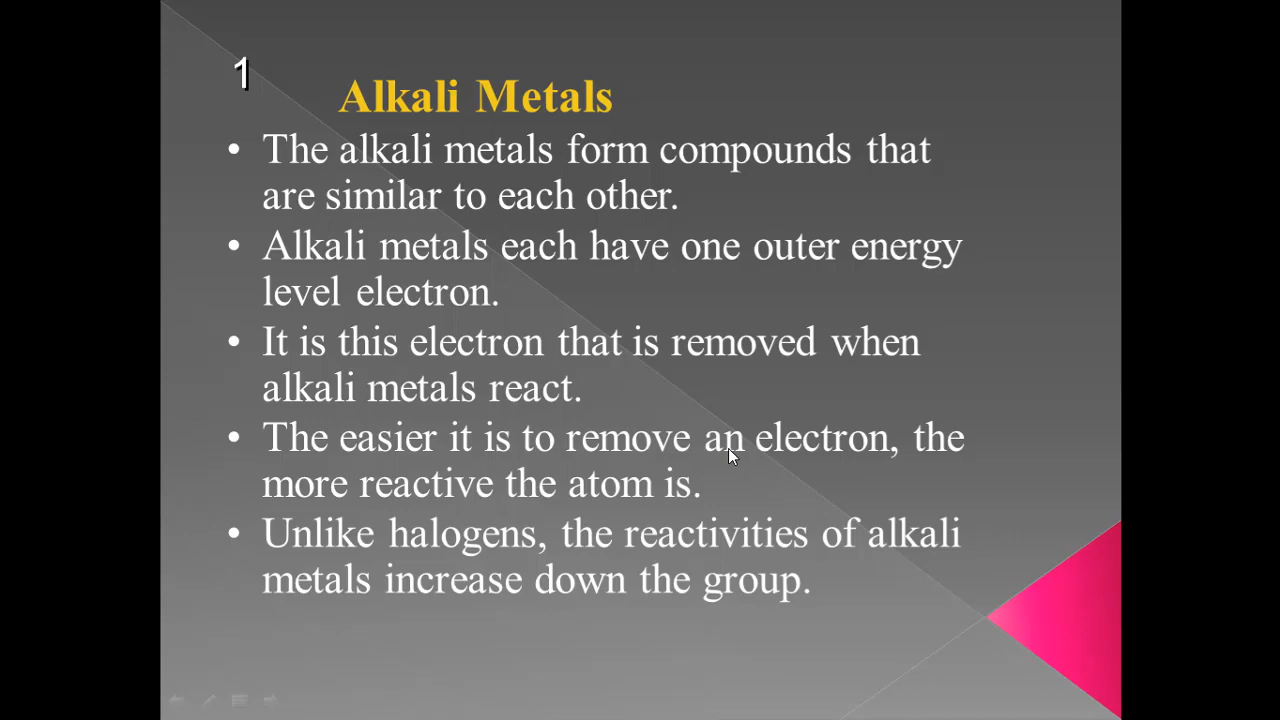 1
Alkali Metals
• The alkali metals form compounds that
are similar to each other.
• Alkali metals each have one outer energy
level electron.
• It is this electron that is removed when
alkali metals react.
• The easier it is to remove an electron, the
more reactive the atom is.
• Unlike halogens, the reactivities of alkali
metals increase down the group.